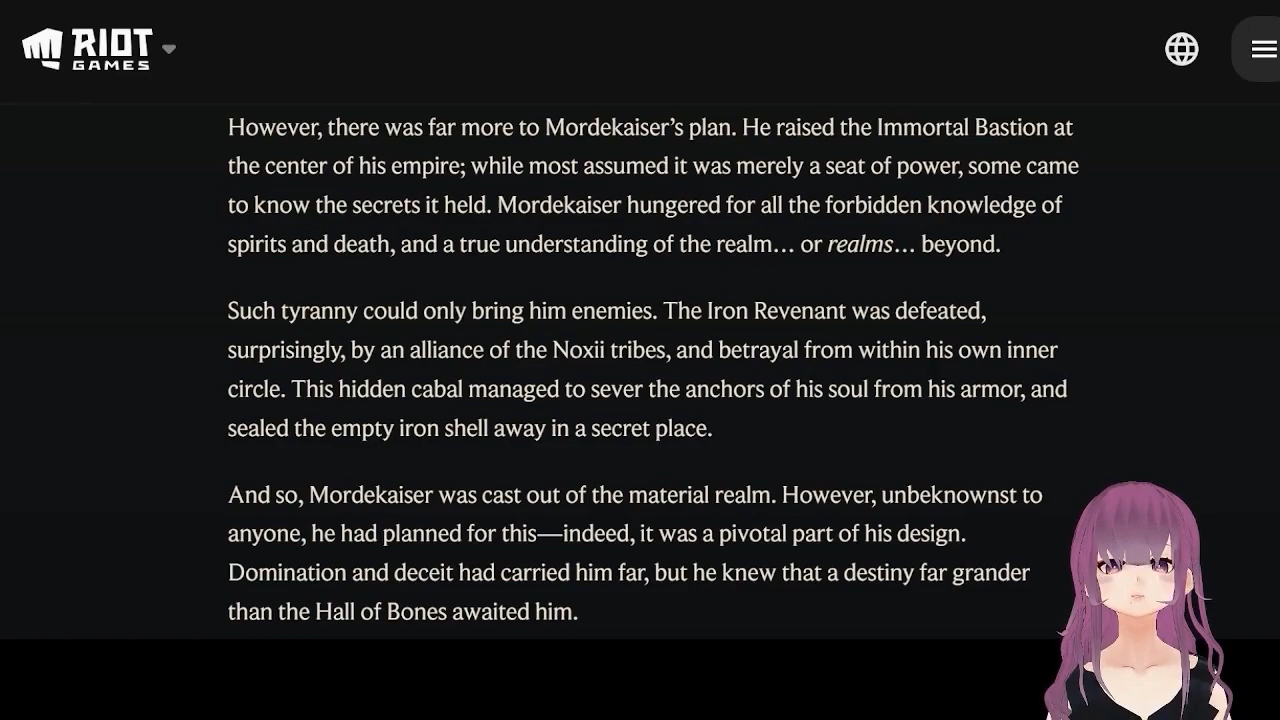 RIOT
GAMES
However, there was far more to Mordekaiser’s plan. He raised the Immortal Bastion at
the center of his empire; while most assumed it was merely a seat of power, some came
to know the secrets it held. Mordekaiser hungered for all the forbidden knowledge of
spirits and death, and a true understanding of the realm… or realms… beyond.
Such tyranny could only bring him enemies. The Iron Revenant was defeated,
surprisingly, by an alliance of the Noxii tribes, and betrayal from within his own inner
circle. This hidden cabal managed to sever the anchors of his soul from his armor, and
sealed the empty iron shell away in a secret place.
And so, Mordekaiser was cast out of the material realm. However, unbeknownst to
anyone, he had planned for this—indeed, it was a pivotal part of his design.
Domination and deceit had carried him far, but he knew that a destiny far grander
than the Hall of Bones awaited him.